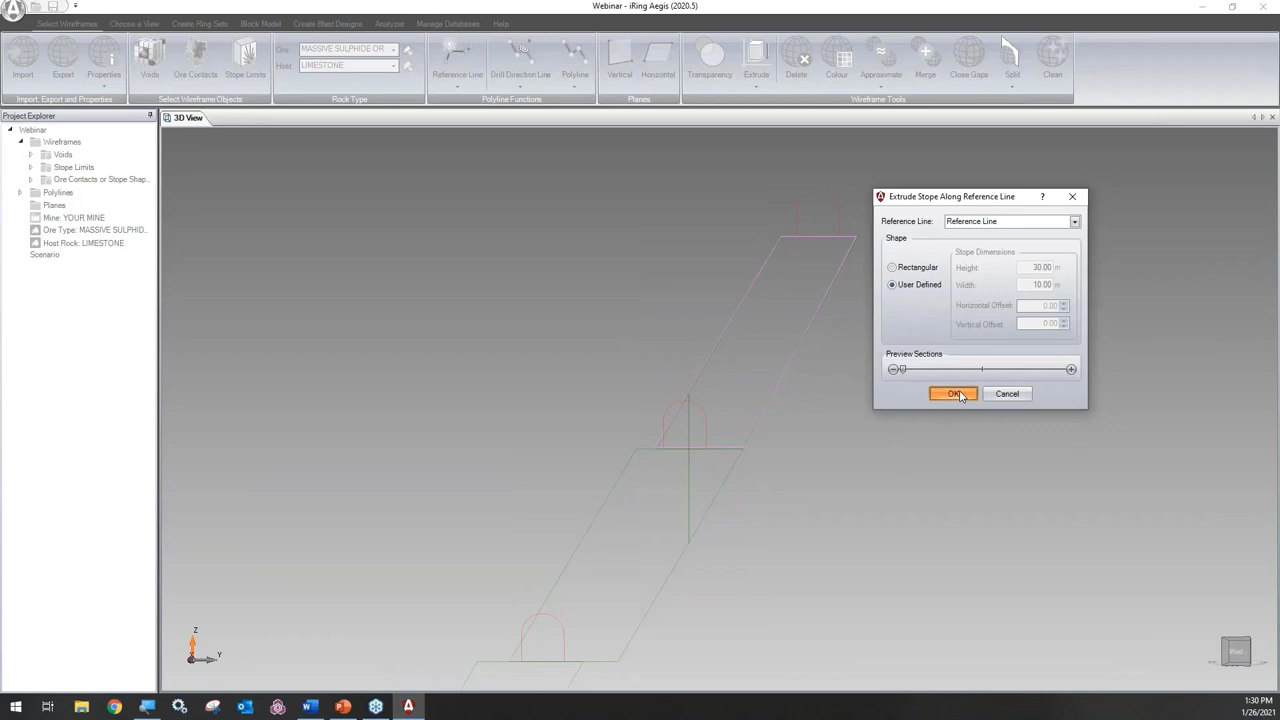 Webinar - iRing Aegis (2020.5)
Select Wireframes Choose a View Create Ring Sets Block Model Create Blast Designs Analyzer Manage Databases Help
Import Export Properties Voids Ore Contacts Stope Limits
Ore: MASSIVE SULPHIDE OR
Host: LIMESTONE
Reference Line Drill Direction Line Polyline Vertical Horizontal Transparency Extrude Delete Colour Approximate Merge Close Gaps Split Clean
Import, Export and Properties Select Wireframe Objects Rock Type Polyline Functions Planes Wireframe Tools
Project Explorer
3D View
Webinar
Wireframes
Voids
Stope Limits
Ore Contacts or Stope Shap...
Polylines
Planes
Mine: YOUR MINE
Ore Type: MASSIVE SULPHID...
Host Rock: LIMESTONE
Scenario
Extrude Stope Along Reference Line
Reference Line: Reference Line
Shape
Rectangular
User Defined
Stope Dimensions
Height: 30.00 m
Width: 10.00 m
Horizontal Offset: 0.00
Vertical Offset: 0.00
Preview Sections
OK Cancel
Z
Y
1:30 PM
1/26/2021